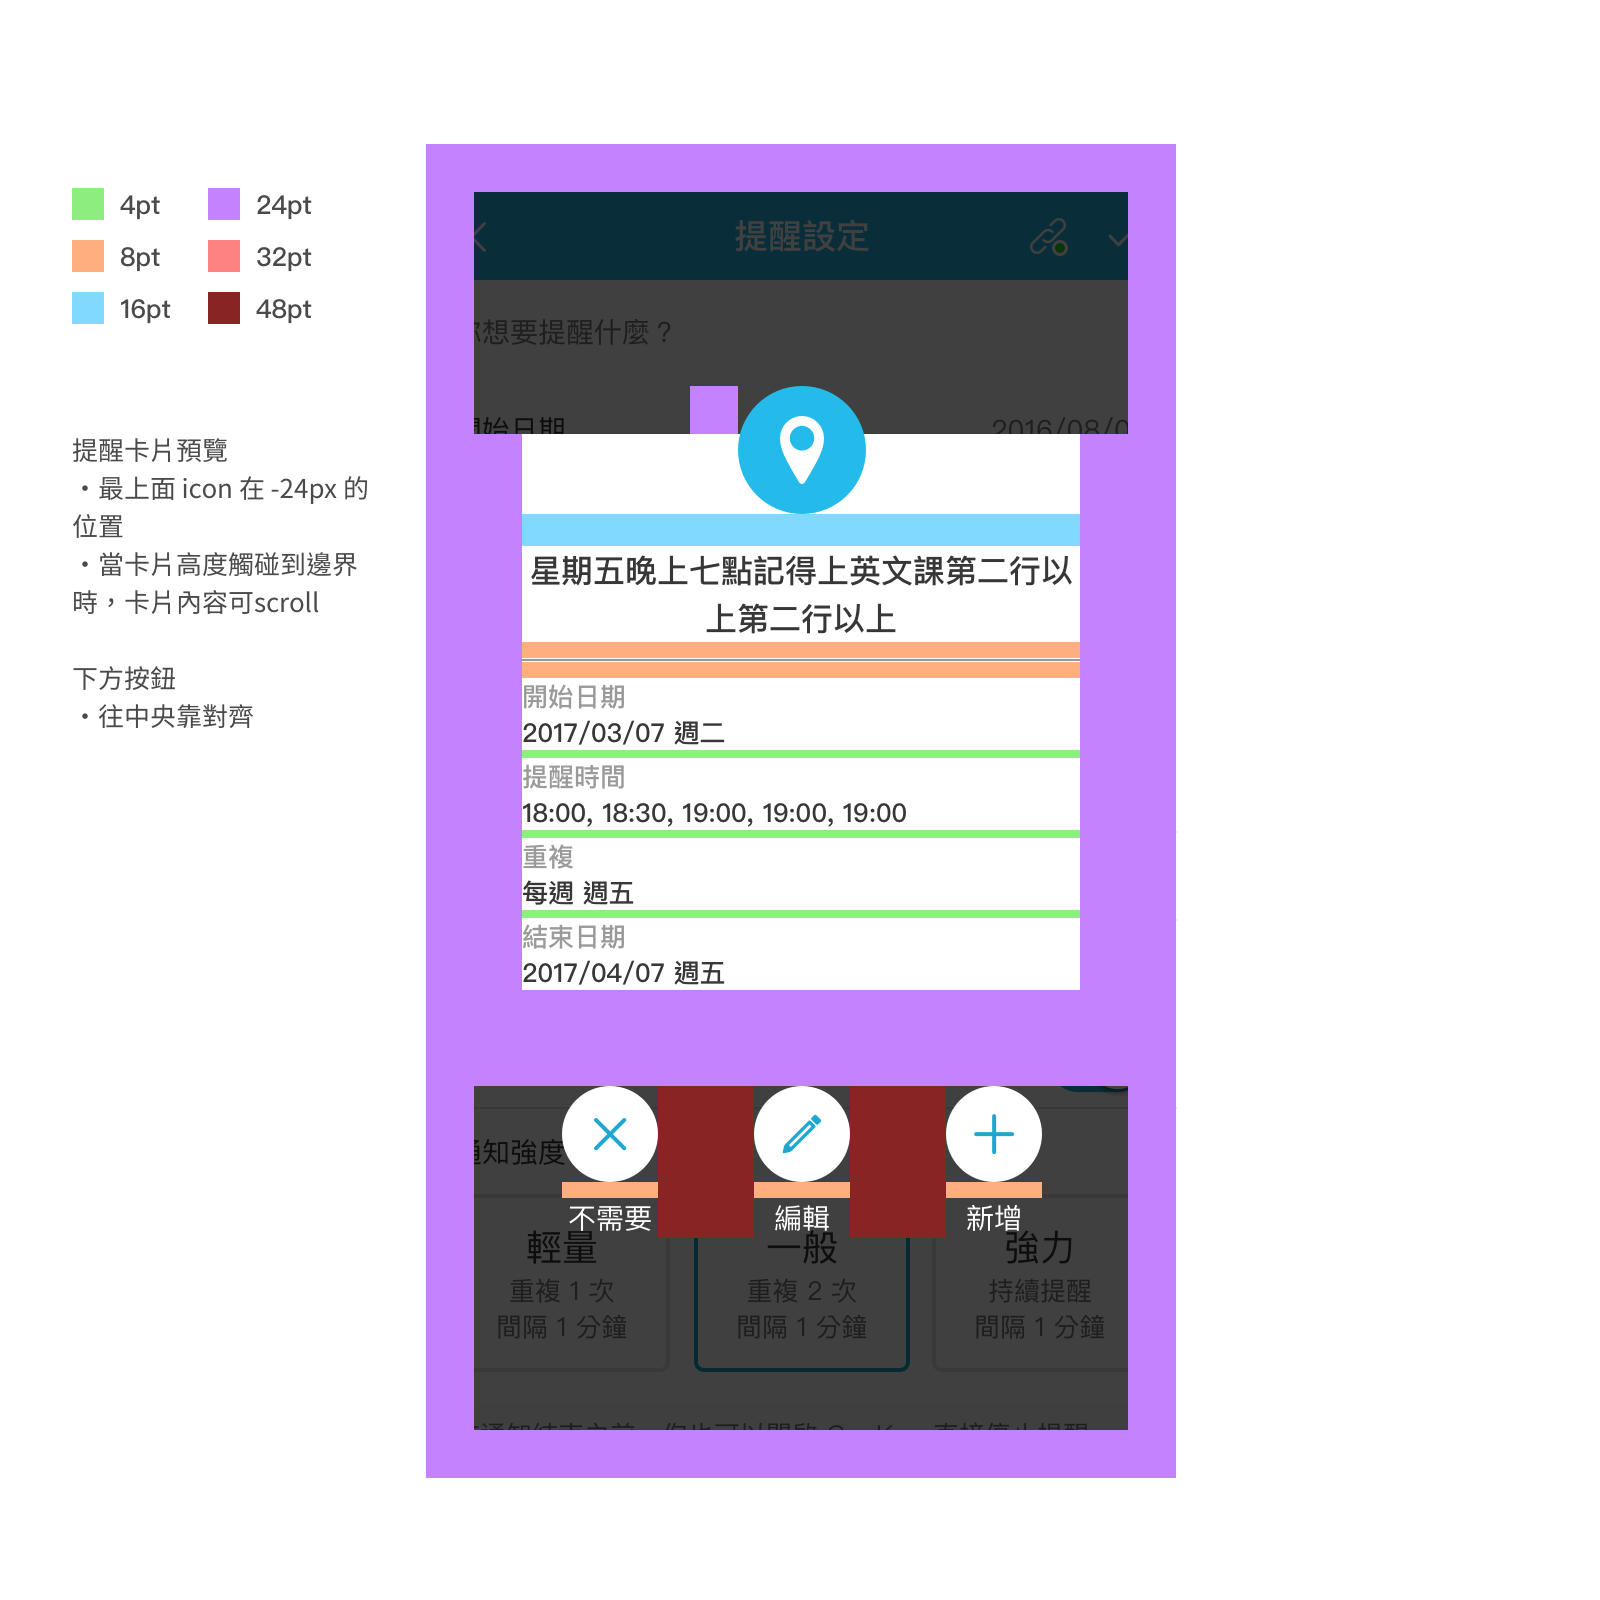 4pt
24pt
8pt
32pt
16pt
48pt
提醒卡片預覽
・最上面 icon 在 -24px 的
位置
・當卡片高度觸碰到邊界
時，卡片內容可scroll
下方按鈕
・往中央靠對齊
提醒設定
想要提醒什麼？
始日期
2016/08/0
星期五晚上七點記得上英文課第二行以
上第二行以上
開始日期
2017/03/07 週二
提醒時間
18:00, 18:30, 19:00, 19:00, 19:00
重複
每週 週五
結束日期
2017/04/07 週五
知強度
不需要
編輯
新增
輕量
一般
強力
重複 1 次
重複 2 次
持續提醒
間隔 1 分鐘
間隔 1 分鐘
間隔 1 分鐘